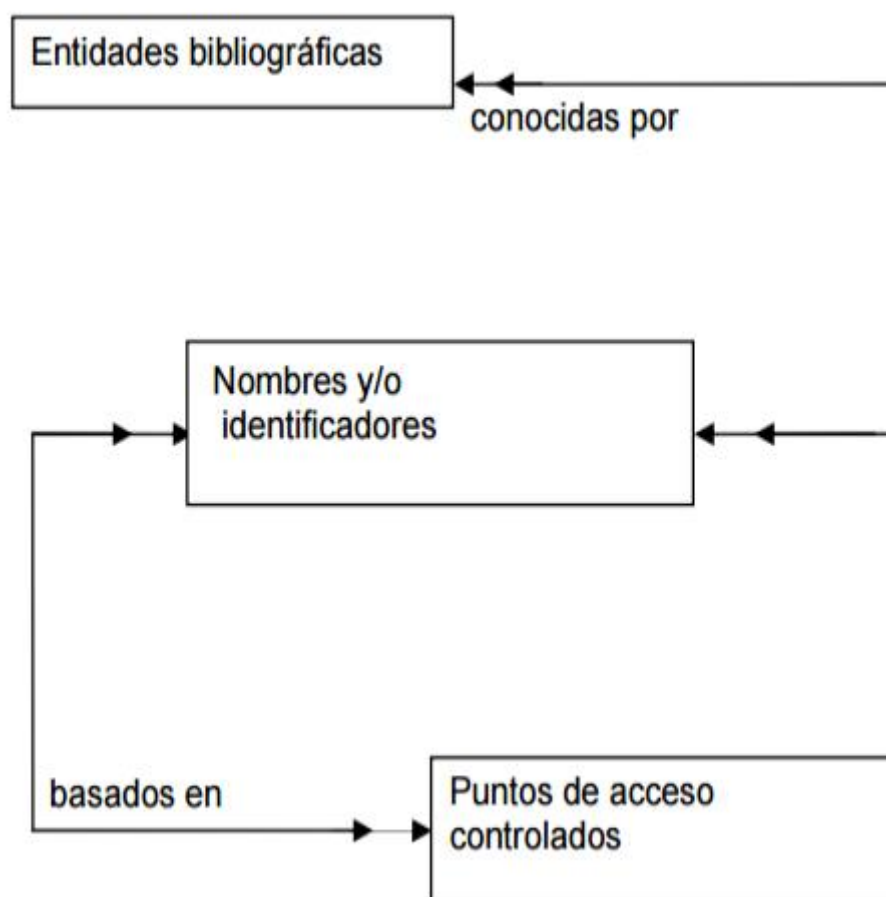 Entidades bibliográficas
conocidas por
Nombres y/o
identificadores
basados en
Puntos de acceso
controlados